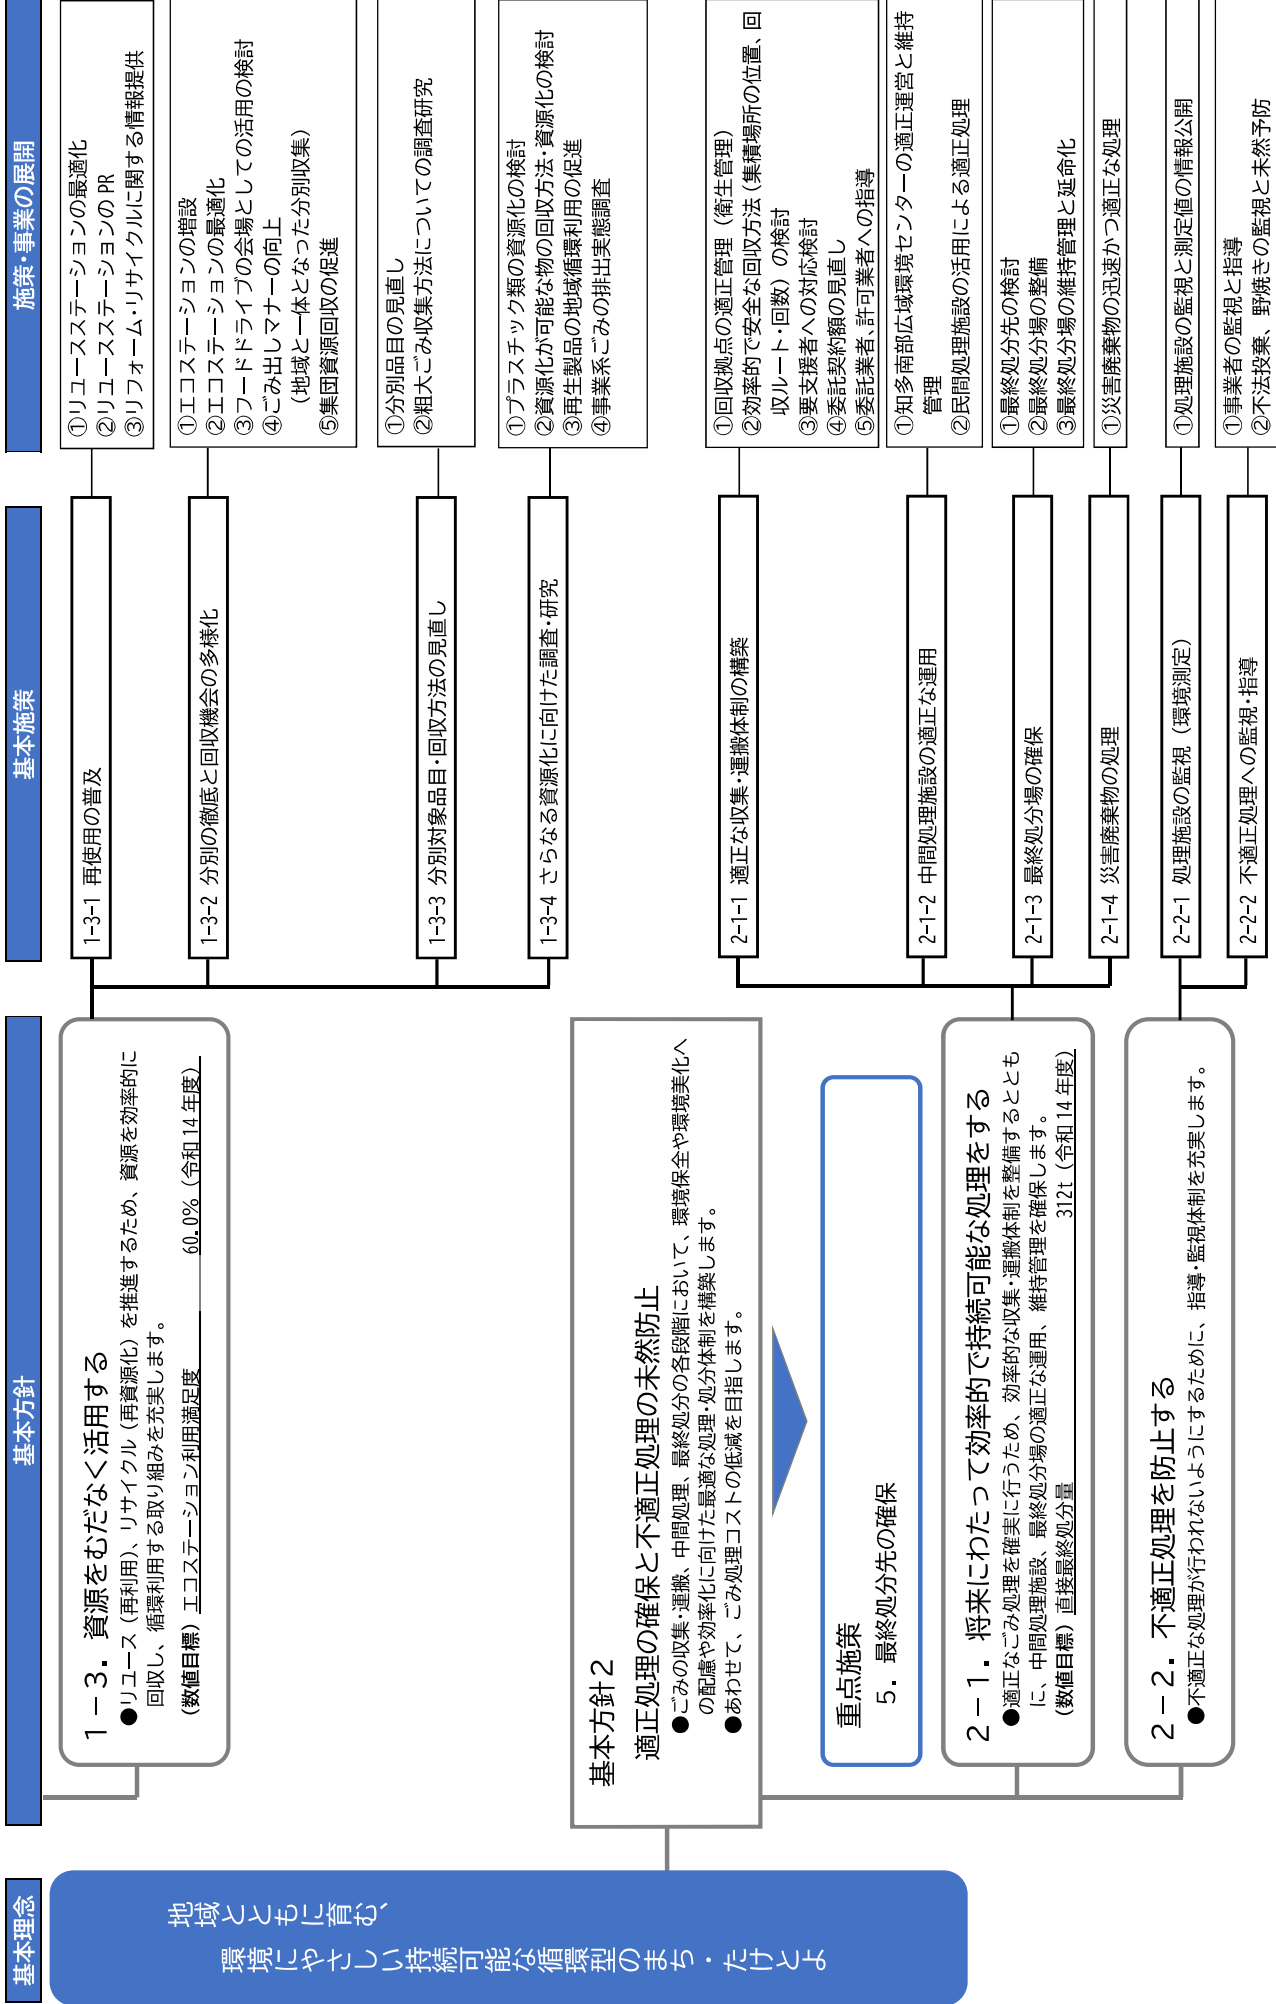 基本理念
基本方針
基本施策
施策・事業の展開
地域とともに育む、
環境にやさしい持続可能な循環型のまち・たけとよ
１－３．資源をむだなく活用する
●リユース（再利用）、リサイクル（再資源化）を推進するため、資源を効率的に
回収し、循環利用する取り組みを充実します。
（数値目標）エコステーション利用満足度 60.0%（令和14年度）
1-3-1 再使用の普及
①リユースステーションの最適化
②リユースステーションのPR
③リフォーム・リサイクルに関する情報提供
1-3-2 分別の徹底と回収機会の多様化
①エコステーションの増設
②エコステーションの最適化
③フードドライブの会場としての活用の検討
④ごみ出しマナーの向上
（地域と一体となった分別収集）
⑤集団資源回収の促進
1-3-3 分別対象品目・回収方法の見直し
①分別品目の見直し
②粗大ごみ収集方法についての調査研究
1-3-4 さらなる資源化に向けた調査・研究
①プラスチック類の資源化の検討
②資源化が可能な物の回収方法・資源化の検討
③再生製品の地域循環利用の促進
④事業系ごみの排出実態調査
基本方針２
適正処理の確保と不適正処理の未然防止
●ごみの収集・運搬、中間処理、最終処分の各段階において、環境保全や環境美化へ
の配慮や効率化に向けた最適な処理・処分体制を構築します。
●あわせて、ごみ処理コストの低減を目指します。
重点施策
５．最終処分先の確保
２－１．将来にわたって効率的で持続可能な処理をする
●適正なごみ処理を確実に行うため、効率的な収集・運搬体制を整備するととも
に、中間処理施設、最終処分場の適正な運用、維持管理を確保します。
（数値目標）直接最終処分量 312t（令和14年度）
2-1-1 適正な収集・運搬体制の構築
①回収拠点の適正管理（衛生管理）
②効率的で安全な回収方法（集積場所の位置、回
収ルート・回数）の検討
③要支援者への対応検討
④委託契約額の見直し
⑤委託業者、許可業者への指導
2-1-2 中間処理施設の適正な運用
①知多南部広域環境センターの適正運営と維持
管理
②民間処理施設の活用による適正処理
2-1-3 最終処分場の確保
①最終処分先の検討
②最終処分場の整備
③最終処分場の維持管理と延命化
2-1-4 災害廃棄物の処理
①災害廃棄物の迅速かつ適正な処理
２－２．不適正処理を防止する
●不適正な処理が行われないようにするために、指導・監視体制を充実します。
2-2-1 処理施設の監視（環境測定）
①処理施設の監視と測定値の情報公開
2-2-2 不適正処理への監視・指導
①事業者の監視と指導
②不法投棄、野焼きの監視と未然予防